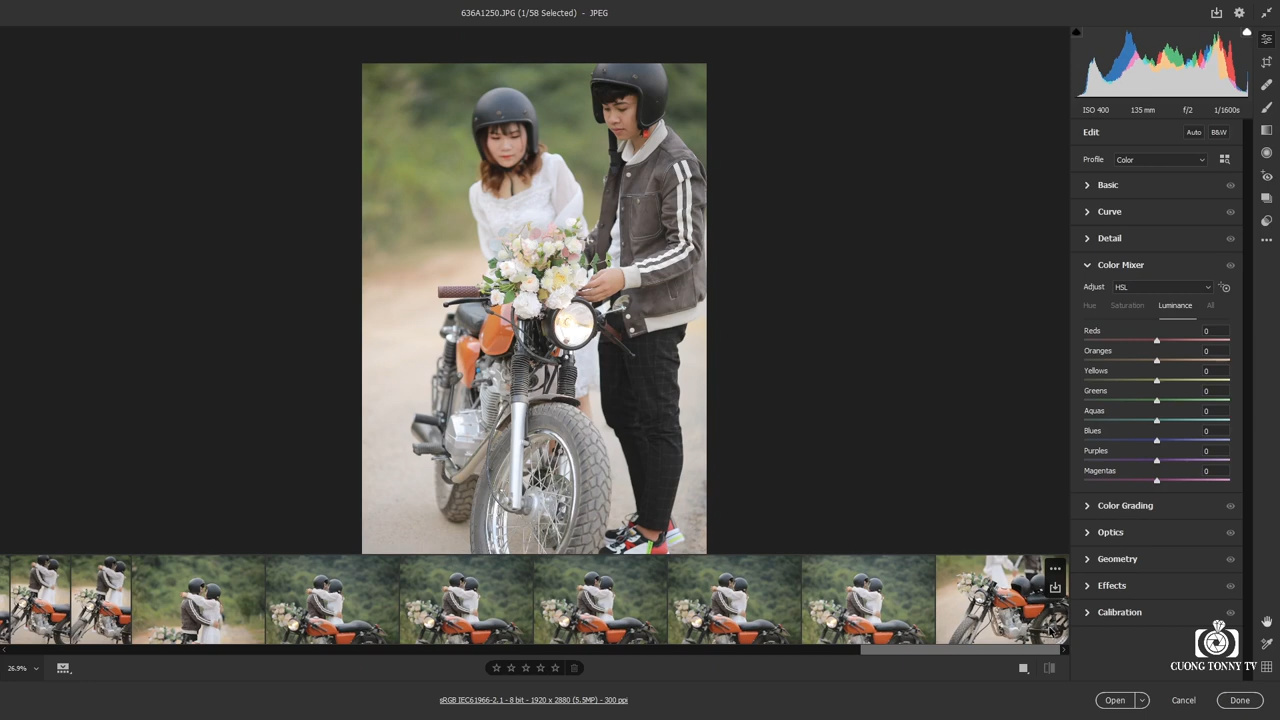 636A1250.JPG (1/58 Selected) - JPEG
ISO 400 135 mm f/2 1/1600s
Edit Auto B&W
Profile Color
Basic
Curve
Detail
Color Mixer
Adjust HSL
Hue Saturation Luminance All
Reds 0
Oranges 0
Yellows 0
Greens 0
Aquas 0
Blues 0
Purples 0
Magentas 0
Color Grading
Optics
Geometry
Effects
Calibration
CUONG TONNY TV
26.9%
sRGB IEC61966-2.1 - 8 bit - 1920 x 2880 (5.5MP) - 300 ppi
Open Cancel Done